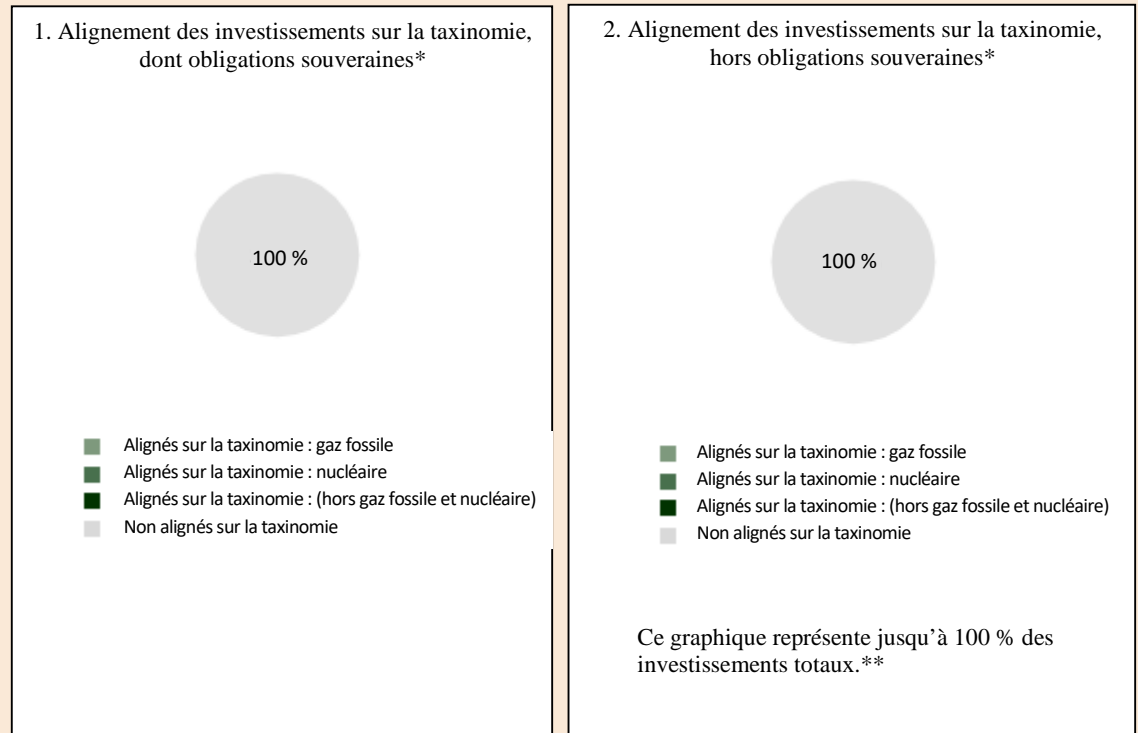 1. Alignement des investissements sur la taxinomie,
dont obligations souveraines*
100 %
Alignés sur la taxinomie : gaz fossile
Alignés sur la taxinomie : nucléaire
Alignés sur la taxinomie : (hors gaz fossile et nucléaire)
Non alignés sur la taxinomie
2. Alignement des investissements sur la taxinomie,
hors obligations souveraines*
100 %
Alignés sur la taxinomie : gaz fossile
Alignés sur la taxinomie : nucléaire
Alignés sur la taxinomie : (hors gaz fossile et nucléaire)
Non alignés sur la taxinomie
Ce graphique représente jusqu’à 100 % des
investissements totaux.**